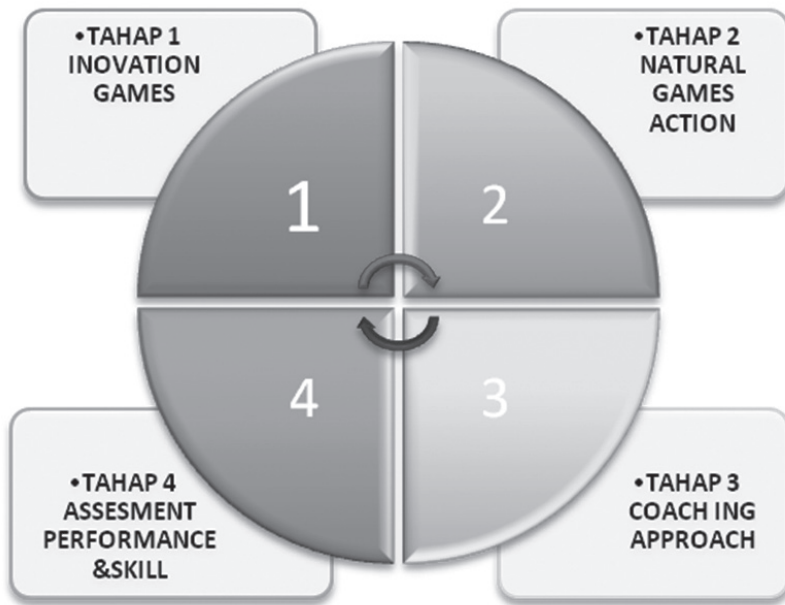 •TAHAP 1
INOVATION
GAMES
•TAHAP 2
NATURAL
GAMES
ACTION
1
2
4
3
•TAHAP 4
ASSESMENT
PERFORMANCE
&SKILL
•TAHAP 3
COACH ING
APPROACH